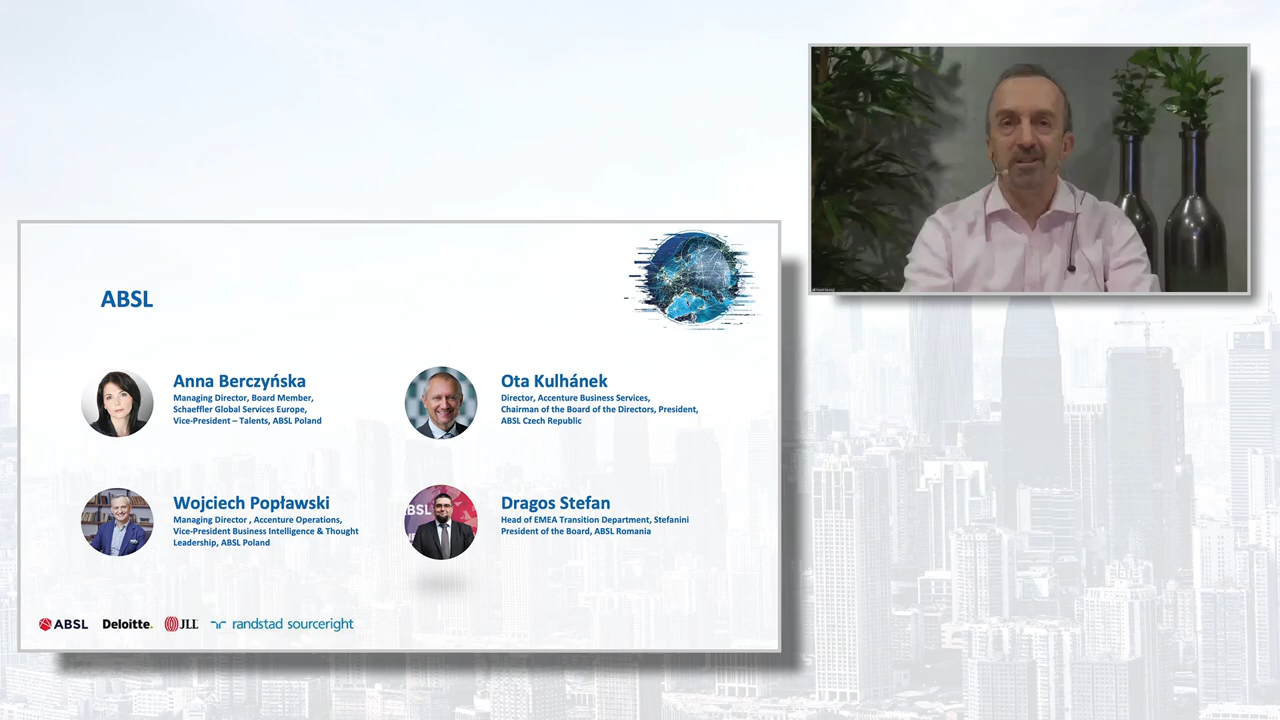 ABSL
Anna Berczyńska
Managing Director, Board Member,
Schaeffler Global Services Europe,
Vice-President – Talents, ABSL Poland
Ota Kulhánek
Director, Accenture Business Services,
Chairman of the Board of the Directors, President,
ABSL Czech Republic
Wojciech Popławski
Managing Director , Accenture Operations,
Vice-President Business Intelligence & Thought
Leadership, ABSL Poland
Dragos Stefan
Head of EMEA Transition Department, Stefanini
President of the Board, ABSL Romania
ABSL Deloitte. JLL randstad sourceright